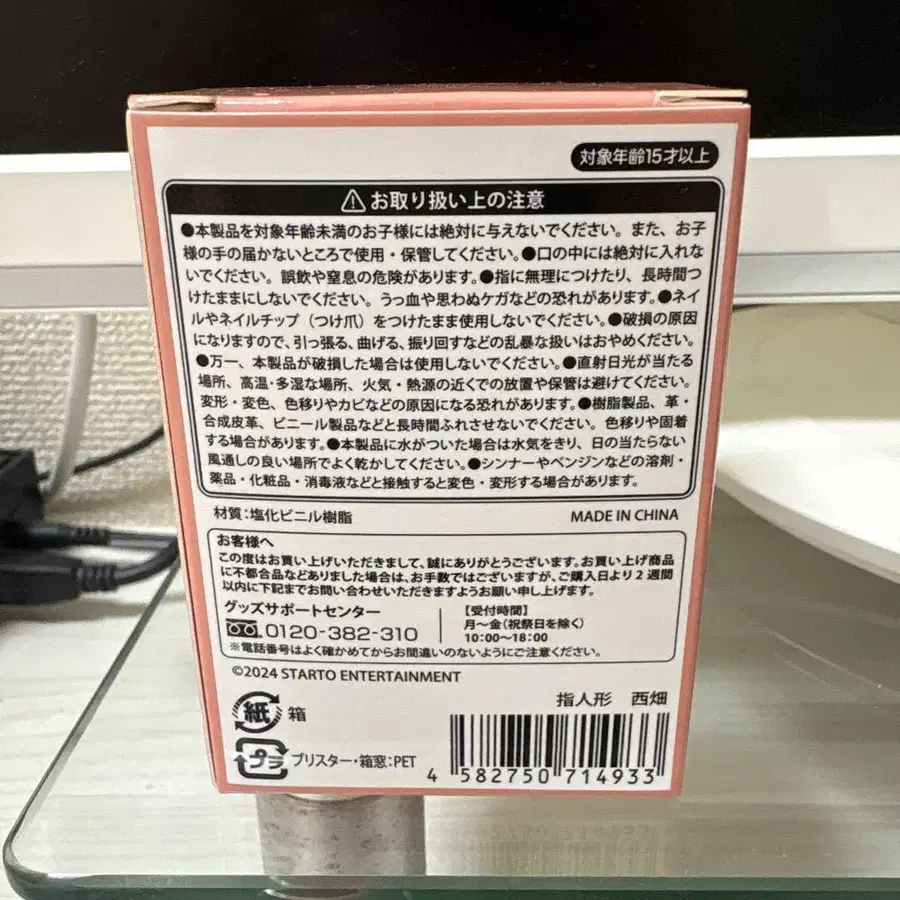 対象年齢15才以上
⚠お取り扱い上の注意
●本製品を対象年齢未満のお子様には絶対に与えないでください。また、お子
様の手の届かないところで使用・保管してください。●口の中には絶対に入れな
いでください。誤飲や窒息の危険があります。●指に無理につけたり、長時間つ
けたままにしないでください。うっ血や思わぬケガなどの恐れがあります。●ネイ
ルやネイルチップ（つけ爪）をつけたまま使用しないでください。●破損の原因
になりますので、引っ張る、曲げる、振り回すなどの乱暴な扱いはおやめください。
●万一、本製品が破損した場合は使用しないでください。●直射日光が当たる
場所、高温・多湿な場所、火気・熱源の近くでの放置や保管は避けてください。
変形・変色、色移りやカビなどの原因になる恐れがあります。●樹脂製品、革・
合成皮革、ビニール製品などと長時間ふれさせないでください。色移りや固着
する場合があります。●本製品に水がついた場合は水気をきり、日の当たらない
風通しの良い場所でよく乾かしてください。●シンナーやベンジンなどの溶剤・
薬品・化粧品・消毒液などと接触すると変色・変形する場合があります。
材質：塩化ビニル樹脂 MADE IN CHINA
お客様へ
この度はお買い上げいただきまして、誠にありがとうございます。お買い上げ商品
に不都合品などありました場合は、お手数ではございますが、ご購入日より2週間
以内に下記までお問い合わせいただきますようお願い申し上げます。
グッズサポートセンター
0120-382-310
【受付時間】
月〜金（祝祭日を除く）
10:00〜18:00
※電話番号はよく確かめてからお間違いのないようにご注意ください。
©2024 STARTO ENTERTAINMENT
指人形 西畑
紙 箱
プラ ブリスター・箱窓：PET
4 582750 714933